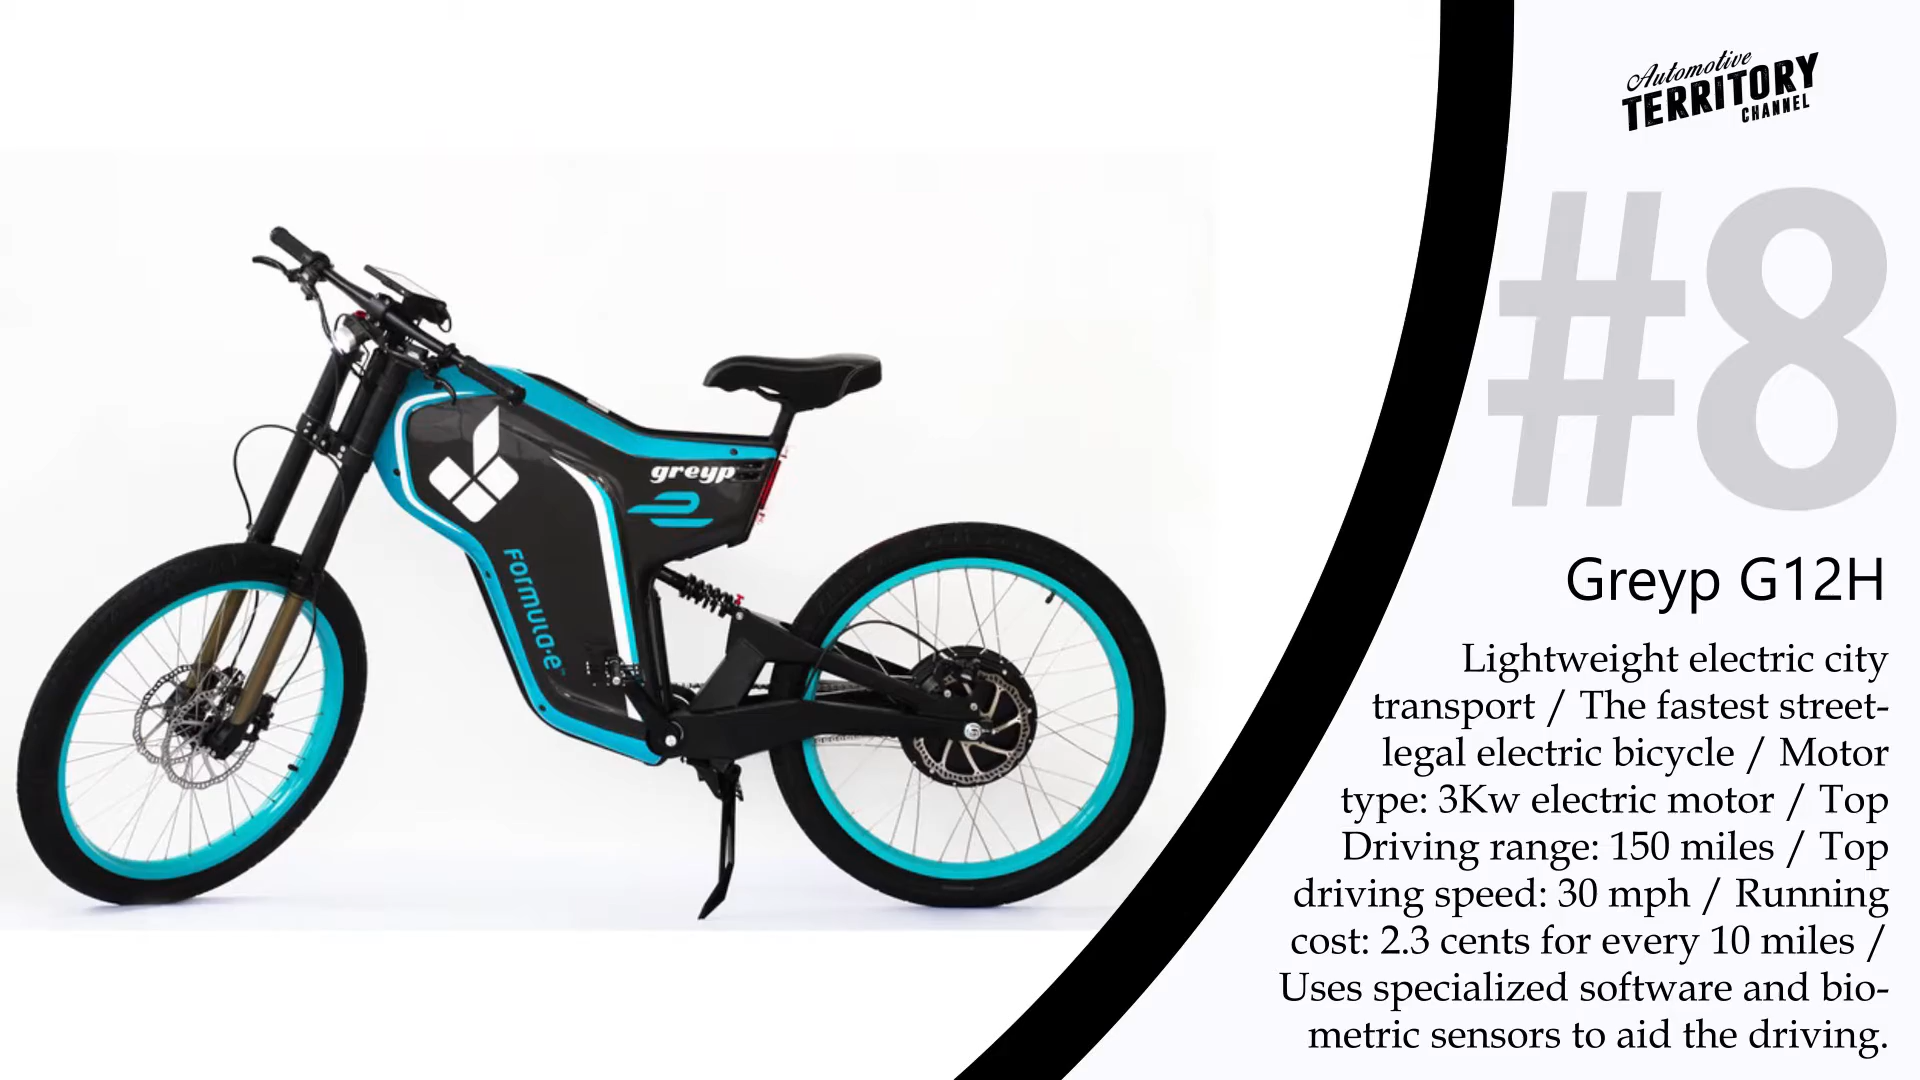 Automotive
TERRITORY
CHANNEL
#8
greyp
Formula·e™
Greyp G12H
Lightweight electric city
transport / The fastest street-
legal electric bicycle / Motor
type: 3Kw electric motor / Top
Driving range: 150 miles / Top
driving speed: 30 mph / Running
cost: 2.3 cents for every 10 miles /
Uses specialized software and bio-
metric sensors to aid the driving.